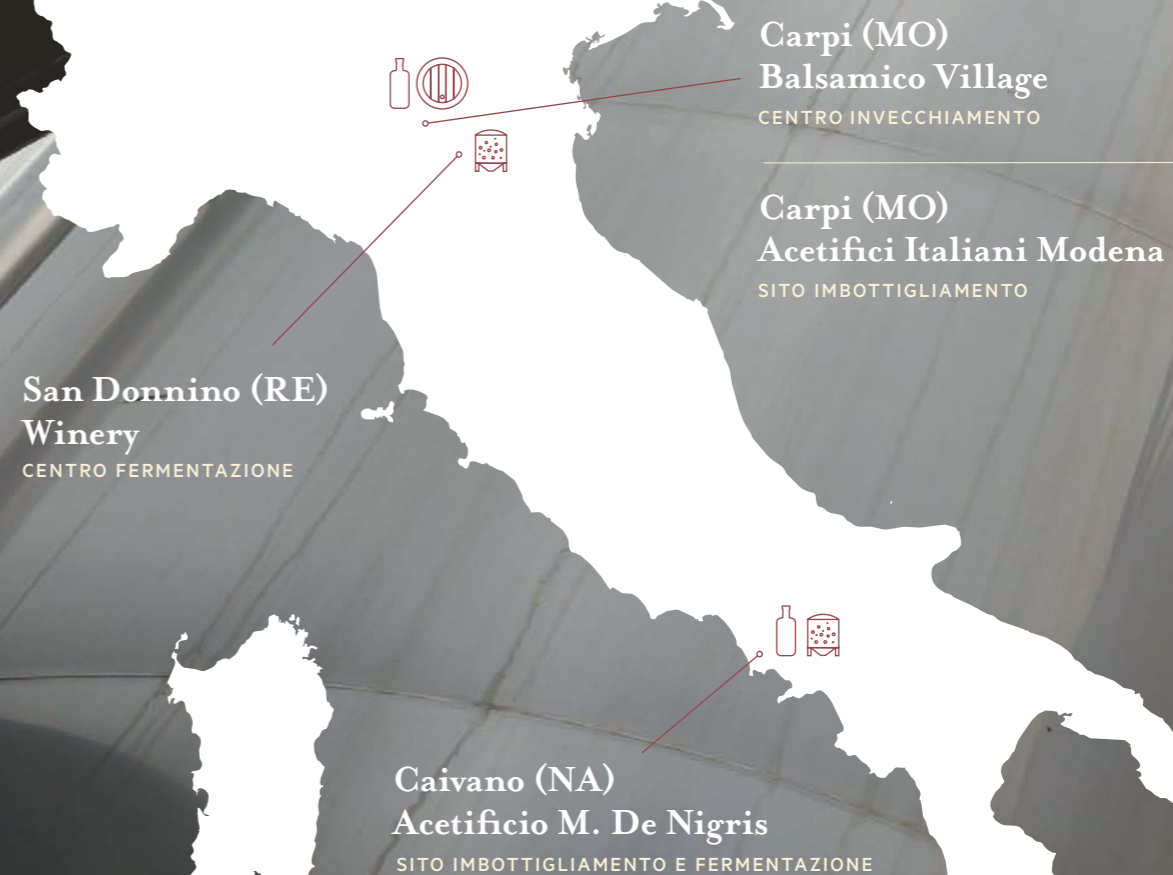 Carpi (MO)
Balsamico Village
CENTRO INVECCHIAMENTO
Carpi (MO)
Acetifici Italiani Modena
SITO IMBOTTIGLIAMENTO
San Donnino (RE)
Winery
CENTRO FERMENTAZIONE
Caivano (NA)
Acetificio M. De Nigris
SITO IMBOTTIGLIAMENTO E FERMENTAZIONE